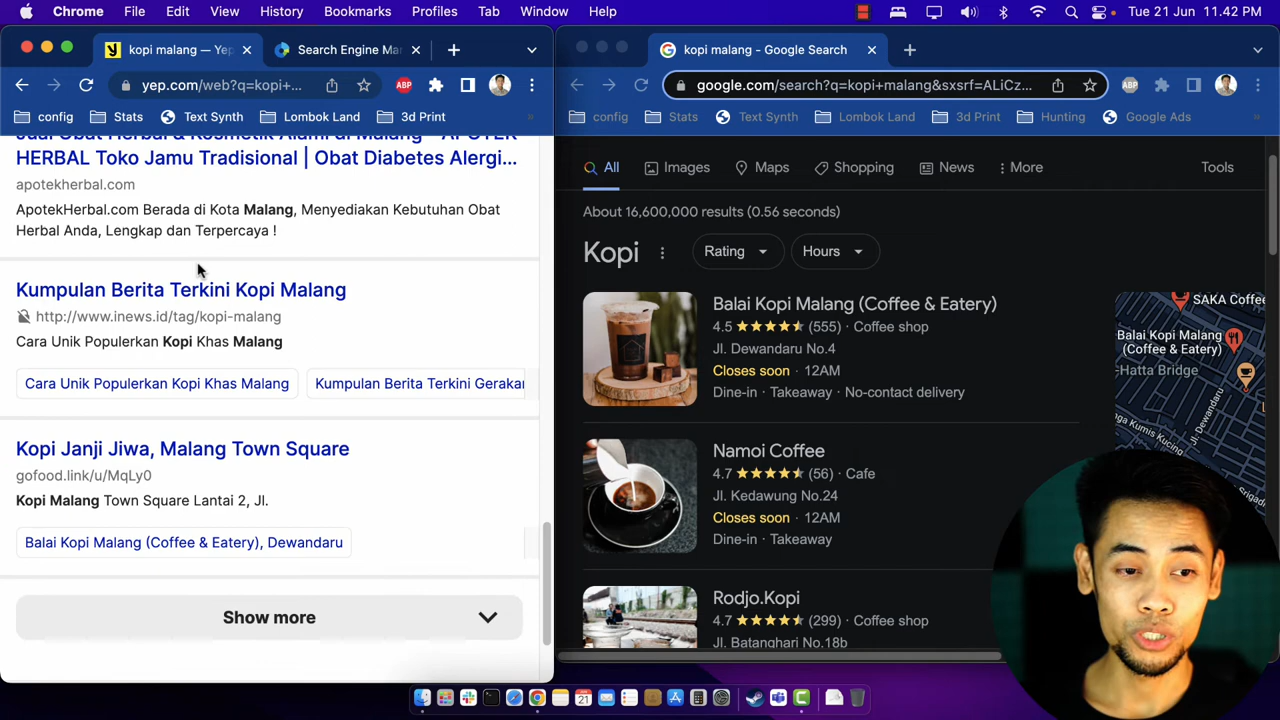 Chrome File Edit View History Bookmarks Profiles Tab Window Help Tue 21 Jun 11.42 PM
kopi malang — Yep
Search Engine Mar
yep.com/web?q=kopi+...
ABP
config Stats Text Synth Lombok Land 3d Print
HERBAL Toko Jamu Tradisional | Obat Diabetes Alergi...
apotekherbal.com
ApotekHerbal.com Berada di Kota Malang, Menyediakan Kebutuhan Obat
Herbal Anda, Lengkap dan Terpercaya !
Kumpulan Berita Terkini Kopi Malang
http://www.inews.id/tag/kopi-malang
Cara Unik Populerkan Kopi Khas Malang
Cara Unik Populerkan Kopi Khas Malang
Kumpulan Berita Terkini Gerakan
Kopi Janji Jiwa, Malang Town Square
gofood.link/u/MqLy0
Kopi Malang Town Square Lantai 2, Jl.
Balai Kopi Malang (Coffee & Eatery), Dewandaru
Show more
kopi malang - Google Search
google.com/search?q=kopi+malang&sxsrf=ALiCz...
ABP
config Stats Text Synth Lombok Land 3d Print Hunting Google Ads
All Images Maps Shopping News More Tools
About 16,600,000 results (0.56 seconds)
Kopi
Rating
Hours
Balai Kopi Malang (Coffee & Eatery)
4.5 (555) · Coffee shop
Jl. Dewandaru No.4
Closes soon · 12AM
Dine-in · Takeaway · No-contact delivery
Namoi Coffee
4.7 (56) · Cafe
Jl. Kedawung No.24
Closes soon · 12AM
Dine-in · Takeaway
Rodjo.Kopi
4.7 (299) · Coffee shop
Jl. Batanghari No.18b
SAKA Coffee
Balai Kopi Malang
(Coffee & Eatery)
-Hatta Bridge
Jl. Dewandaru